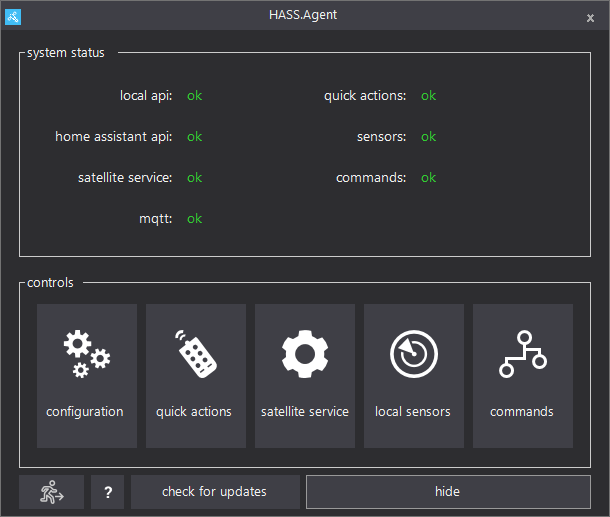 HASS.Agent
x
system status
local api: ok
quick actions: ok
home assistant api: ok
sensors: ok
satellite service: ok
commands: ok
mqtt: ok
controls
configuration
quick actions
satellite service
local sensors
commands
?
check for updates
hide